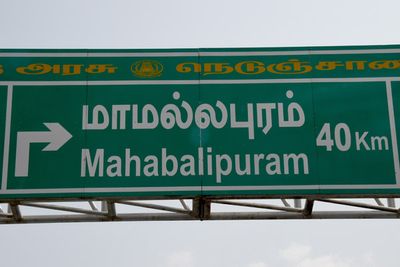 அரசு நெடுஞ்சாலை
மாமல்லபுரம்
Mahabalipuram
40 Km